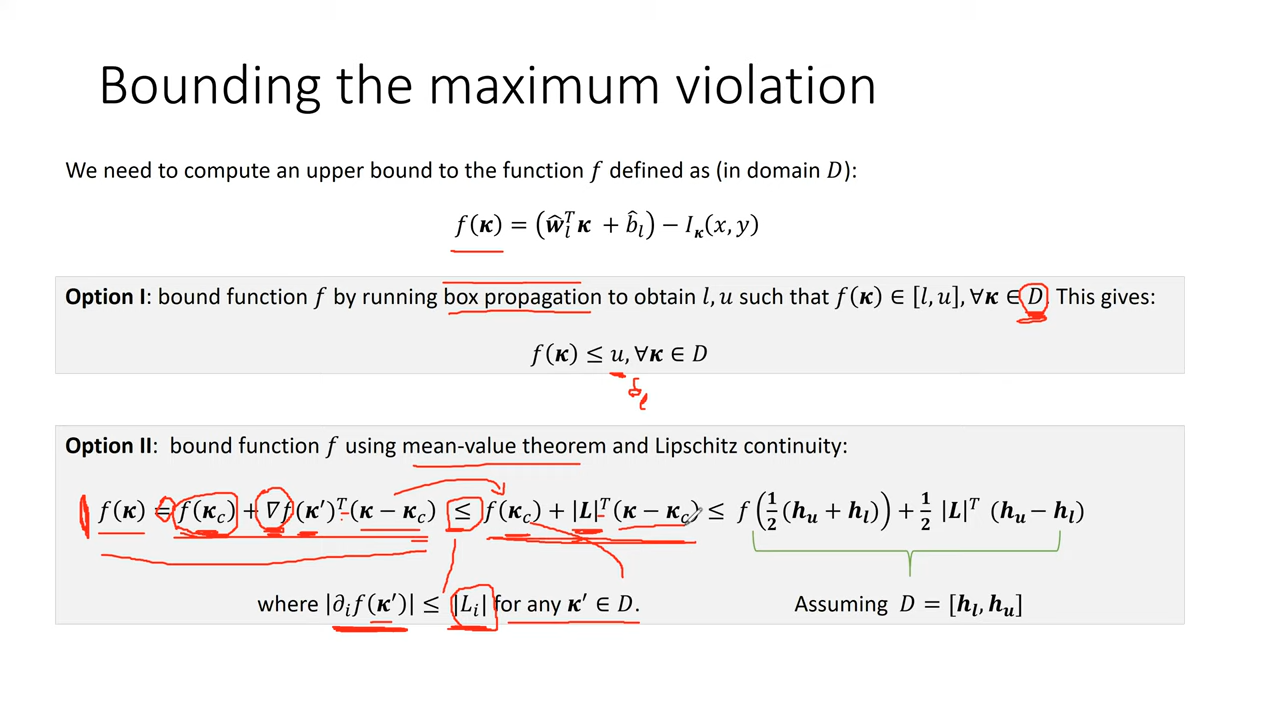 Bounding the maximum violation
We need to compute an upper bound to the function f defined as (in domain D):
f(κ) = (ŵ_l^T κ + b̂_l) − I_κ(x, y)
Option I: bound function f by running box propagation to obtain l, u such that f(κ) ∈ [l, u], ∀κ ∈ D. This gives:
f(κ) ≤ u, ∀κ ∈ D
δ_l
Option II: bound function f using mean-value theorem and Lipschitz continuity:
f(κ) = f(κ_c) + ∇f(κ′)^T (κ − κ_c) ≤ f(κ_c) + |L|^T (κ − κ_c) ≤ f(½(h_u + h_l)) + ½ |L|^T (h_u − h_l)
where |∂_i f(κ′)| ≤ |L_i| for any κ′ ∈ D.
Assuming D = [h_l, h_u]